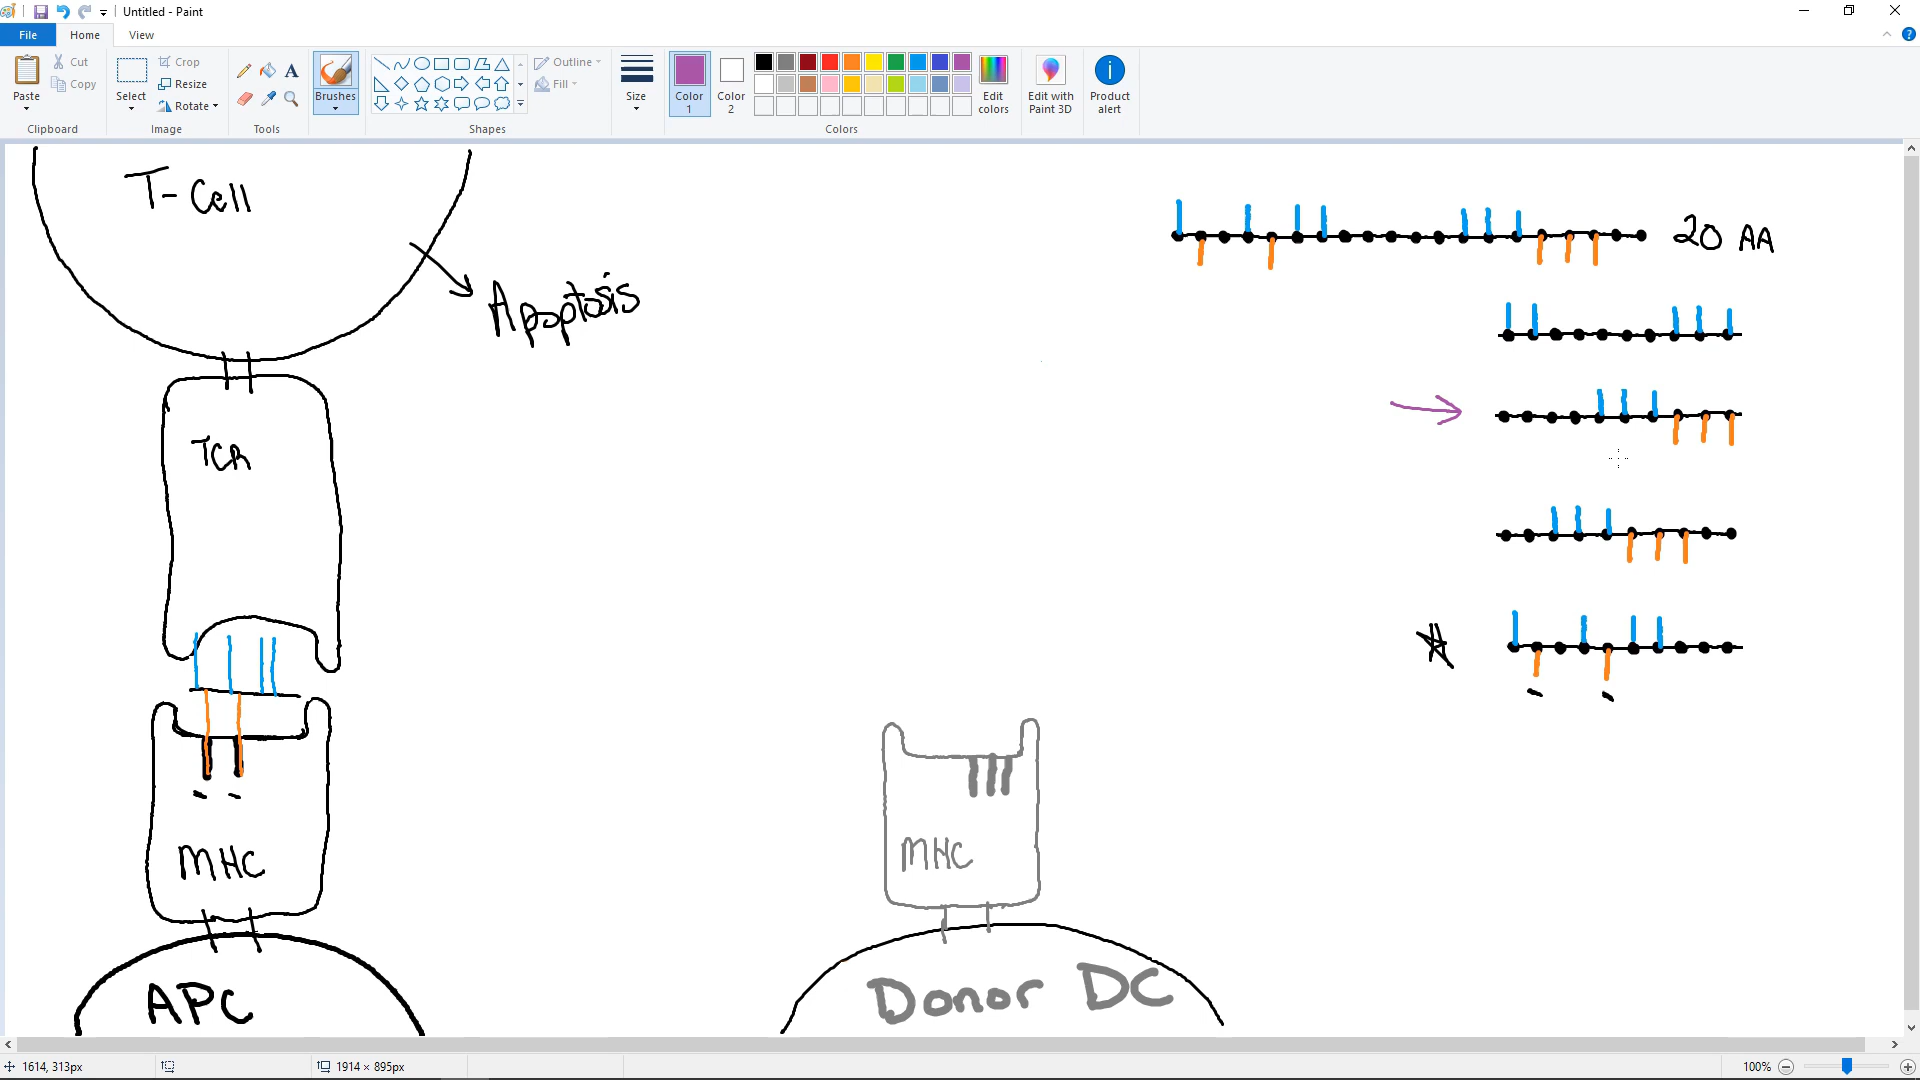 Untitled - Paint
File Home View
Paste
Cut
Copy
Clipboard
Select
Crop
Resize
Rotate
Image
Tools
Brushes
Shapes
Outline
Fill
Size
Color 1
Color 2
Colors
Edit colors
Edit with Paint 3D
Product alert
T-Cell
Apoptosis
TCR
MHC
APC
MHC
Donor DC
20 AA
1614, 313px
1914 × 895px
100%